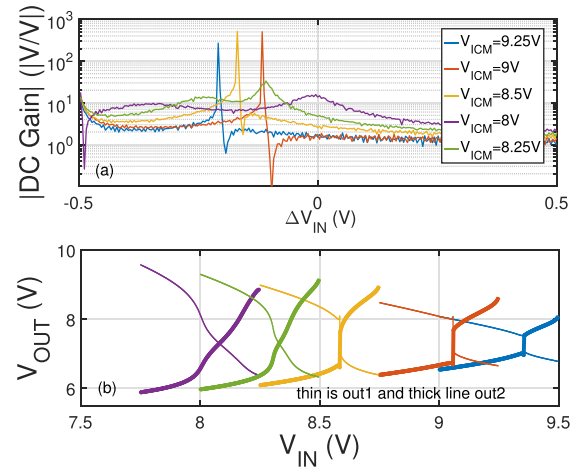 |DC Gain| (|V/V|)
10³
10²
10¹
10⁰
(a)
V_ICM=9.25V
V_ICM=9V
V_ICM=8.5V
V_ICM=8V
V_ICM=8.25V
-0.5
0
0.5
ΔV_IN (V)
V_OUT (V)
10
8
6
(b)
thin is out1 and thick line out2
7.5
8
8.5
9
9.5
V_IN (V)